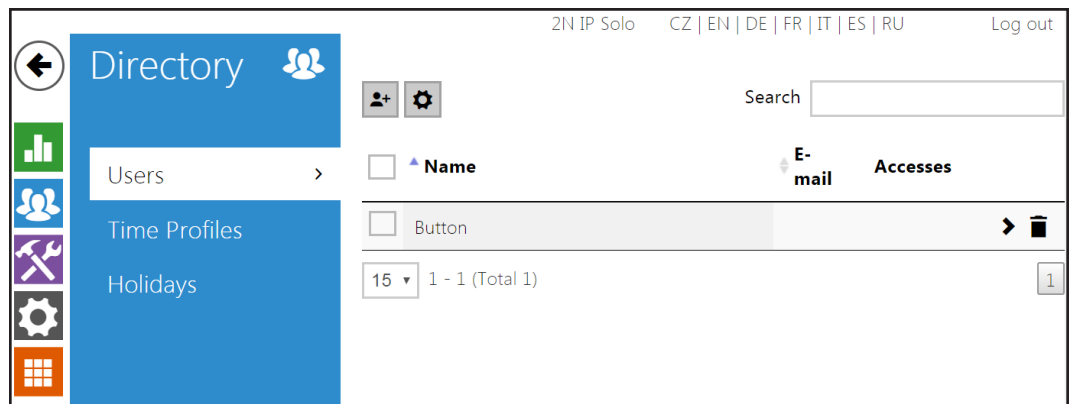 2N IP Solo CZ | EN | DE | FR | IT | ES | RU Log out
Directory
Search
Users
Time Profiles
Holidays
Name E-mail Accesses
Button
15 1 - 1 (Total 1) 1